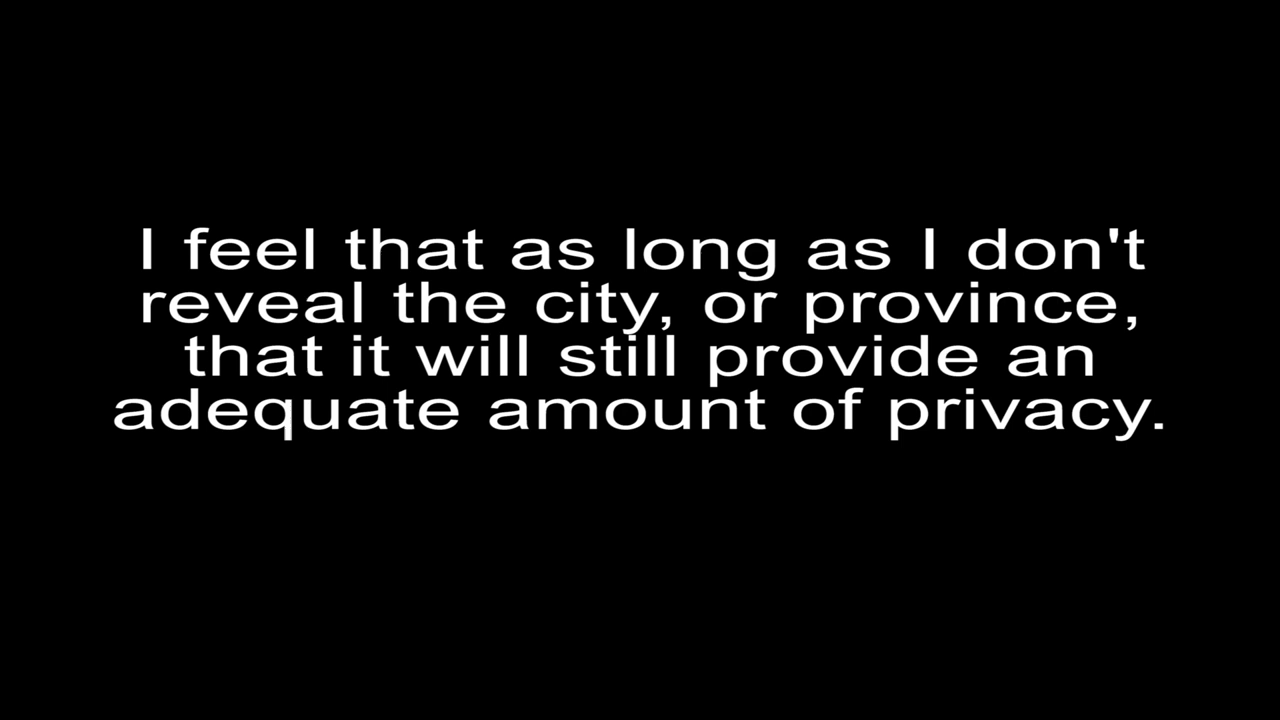 I feel that as long as I don't
reveal the city, or province,
that it will still provide an
adequate amount of privacy.